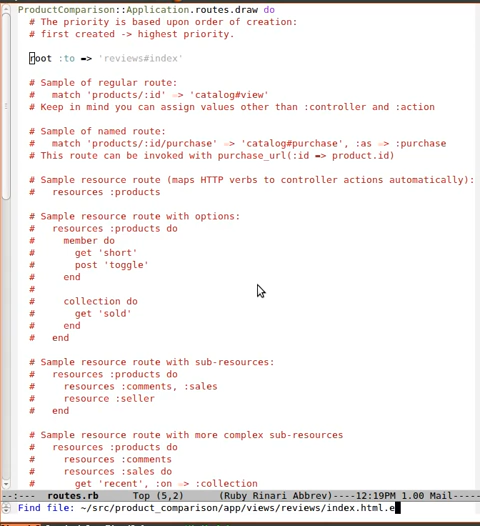 ProductComparison::Application.routes.draw do
# The priority is based upon order of creation:
# first created -> highest priority.
root :to => 'reviews#index'
# Sample of regular route:
#   match 'products/:id' => 'catalog#view'
# Keep in mind you can assign values other than :controller and :action
# Sample of named route:
#   match 'products/:id/purchase' => 'catalog#purchase', :as => :purchase
# This route can be invoked with purchase_url(:id => product.id)
# Sample resource route (maps HTTP verbs to controller actions automatically):
#   resources :products
# Sample resource route with options:
#   resources :products do
#     member do
#       get 'short'
#       post 'toggle'
#     end
#
#     collection do
#       get 'sold'
#     end
#   end
# Sample resource route with sub-resources:
#   resources :products do
#     resources :comments, :sales
#     resource :seller
#   end
# Sample resource route with more complex sub-resources
#   resources :products do
#     resources :comments
#     resources :sales do
#       get 'recent', :on => :collection
--:---  routes.rb      Top (5,2)      (Ruby Rinari Abbrev)----12:19PM 1.00 Mail-----
Find file: ~/src/product_comparison/app/views/reviews/index.html.e